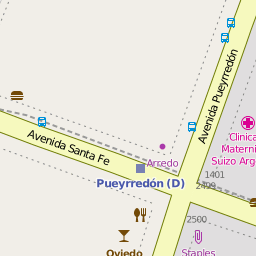 Avenida Pueyrredón
Clínica
Materni
Suizo Arg
Avenida Santa Fe
Arredo
Pueyrredón (D)
1401
2499
2500
Oviedo
Staples